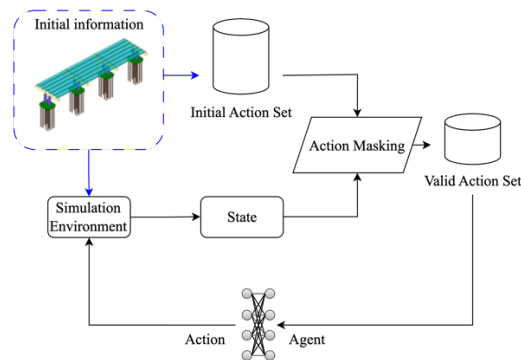 Initial information
Initial Action Set
Action Masking
Valid Action Set
Simulation
Environment
State
Action
Agent